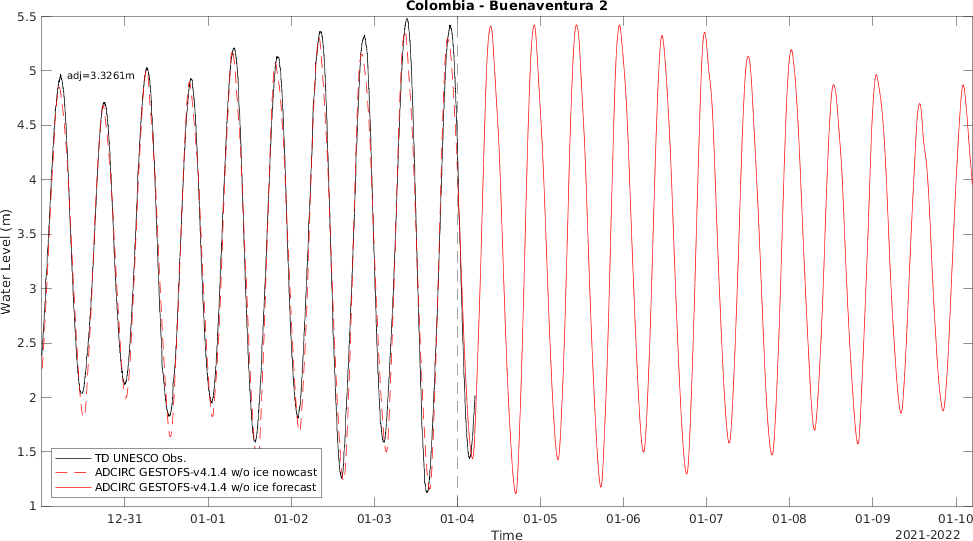 Colombia - Buenaventura 2
5.5
5
4.5
4
3.5
3
2.5
2
1.5
1
Water Level (m)
adj=3.3261m
TD UNESCO Obs.
ADCIRC GESTOFS-v4.1.4 w/o ice nowcast
ADCIRC GESTOFS-v4.1.4 w/o ice forecast
12-31 01-01 01-02 01-03 01-04 01-05 01-06 01-07 01-08 01-09 01-10
Time
2021-2022